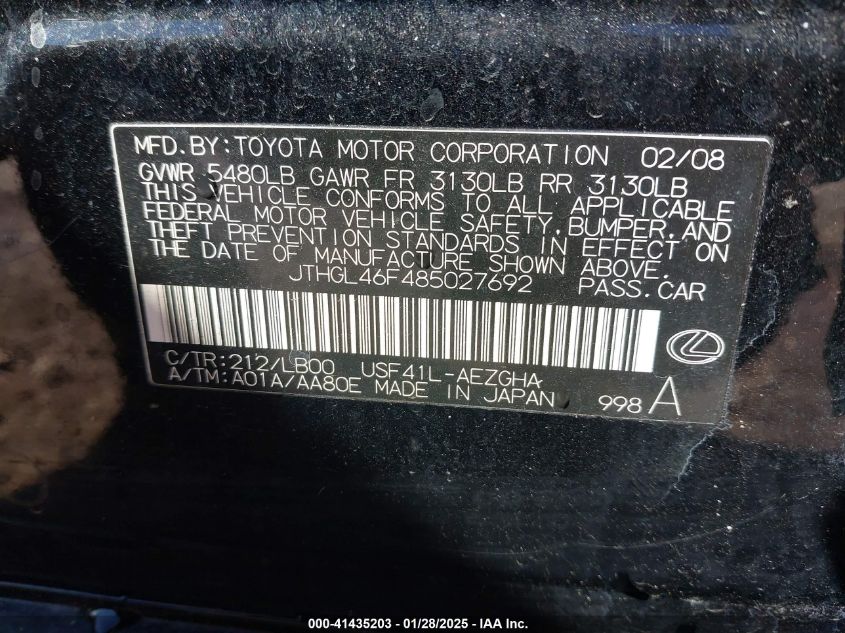 MFD.BY:TOYOTA MOTOR CORPORATION 02/08
GVWR 5480LB GAWR FR 3130LB RR 3130LB
THIS VEHICLE CONFORMS TO ALL APPLICABLE
FEDERAL MOTOR VEHICLE SAFETY,BUMPER,AND
THEFT PREVENTION STANDARDS IN EFFECT ON
THE DATE OF MANUFACTURE SHOWN ABOVE.
JTHGL46F485027692 PASS.CAR
C/TR:212/LB00 USF41L-AEZGHA
A/TM:A01A/AA80E MADE IN JAPAN 998 A
000-41435203 - 01/28/2025 - IAA Inc.